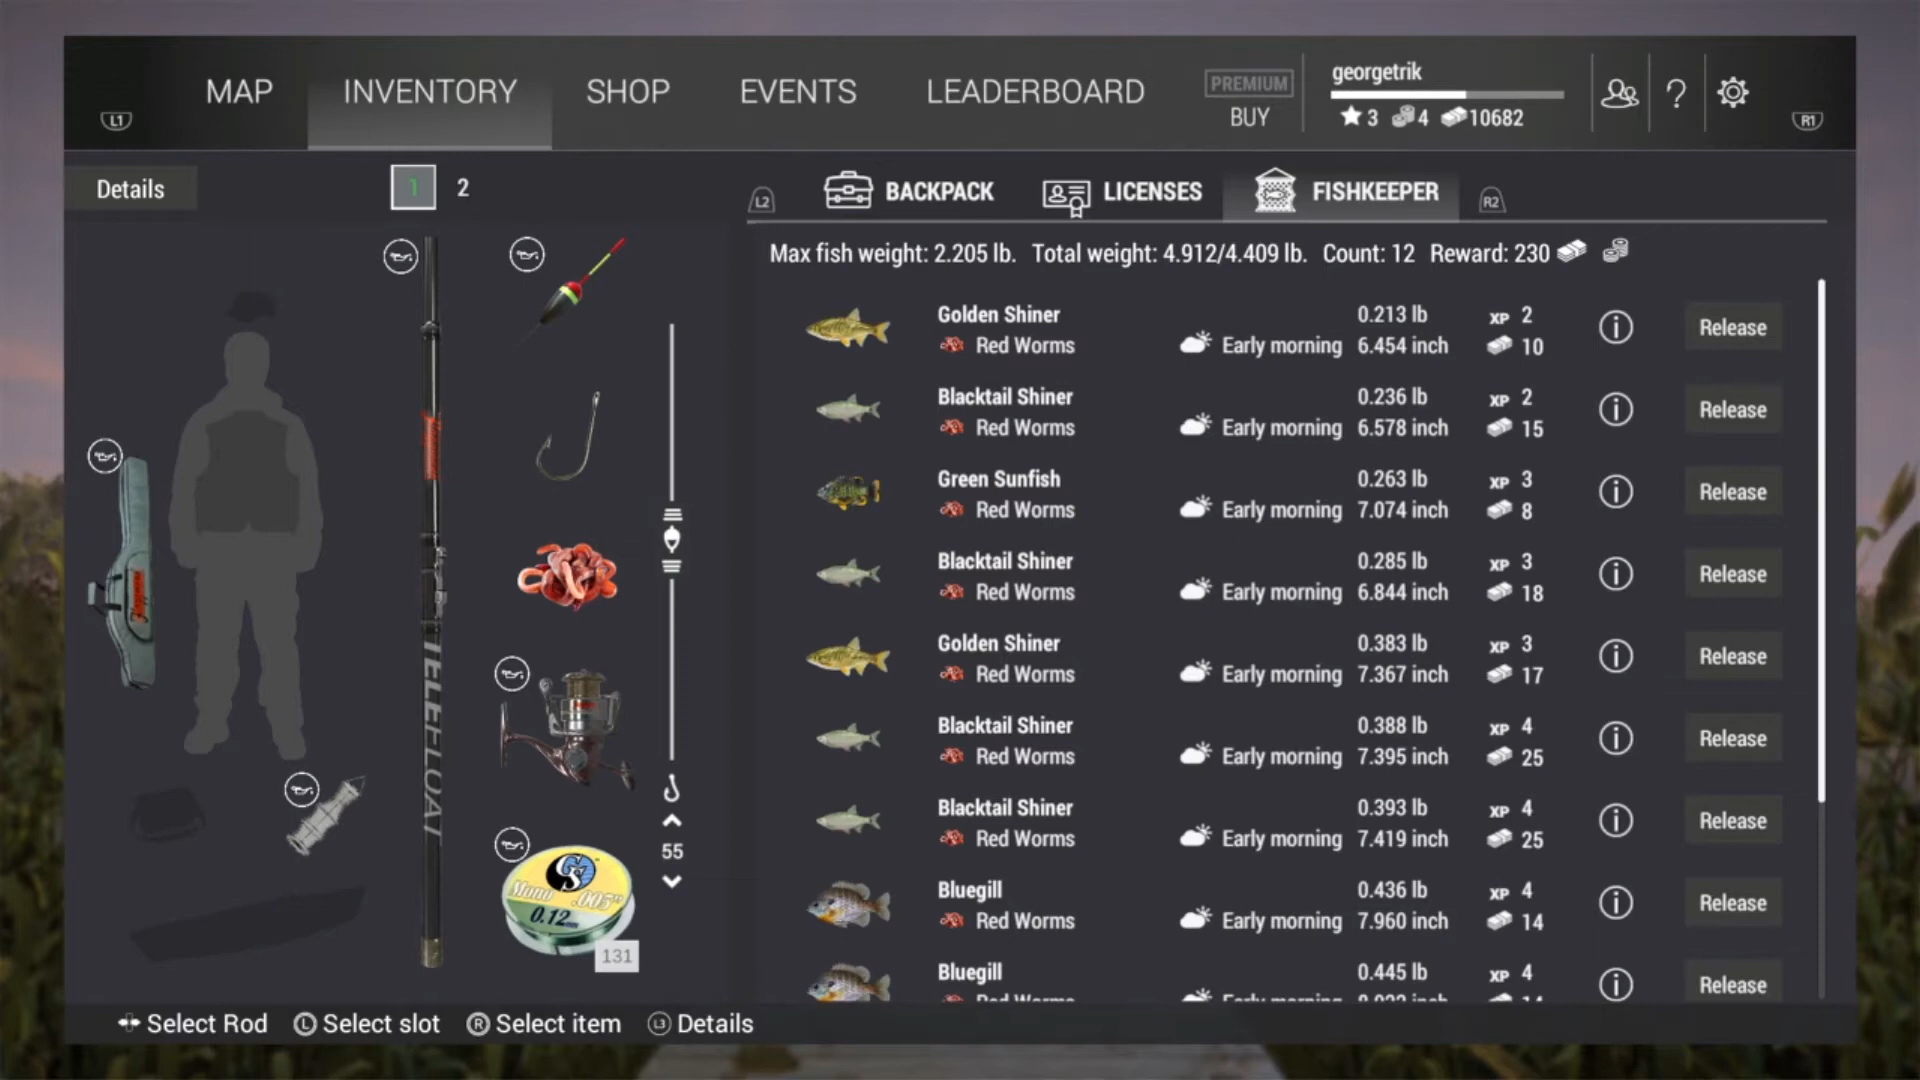 L1
MAP
INVENTORY
SHOP
EVENTS
LEADERBOARD
PREMIUM
BUY
georgetrik
3 4 10682
?
R1
Details
1 2
L2
BACKPACK
LICENSES
FISHKEEPER
R2
Max fish weight: 2.205 lb. Total weight: 4.912/4.409 lb. Count: 12 Reward: 230
Golden Shiner 0.213 lb XP 2
Red Worms Early morning 6.454 inch 10
Release
Blacktail Shiner 0.236 lb XP 2
Red Worms Early morning 6.578 inch 15
Release
Green Sunfish 0.263 lb XP 3
Red Worms Early morning 7.074 inch 8
Release
Blacktail Shiner 0.285 lb XP 3
Red Worms Early morning 6.844 inch 18
Release
Golden Shiner 0.383 lb XP 3
Red Worms Early morning 7.367 inch 17
Release
Blacktail Shiner 0.388 lb XP 4
Red Worms Early morning 7.395 inch 25
Release
Blacktail Shiner 0.393 lb XP 4
Red Worms Early morning 7.419 inch 25
Release
Bluegill 0.436 lb XP 4
Red Worms Early morning 7.960 inch 14
Release
Bluegill 0.445 lb XP 4
Red Worms Early morning
Release
TELEFLOAT
55
GS
Mono .005"
0.12mm
131
Select Rod
L Select slot
R Select item
L3 Details